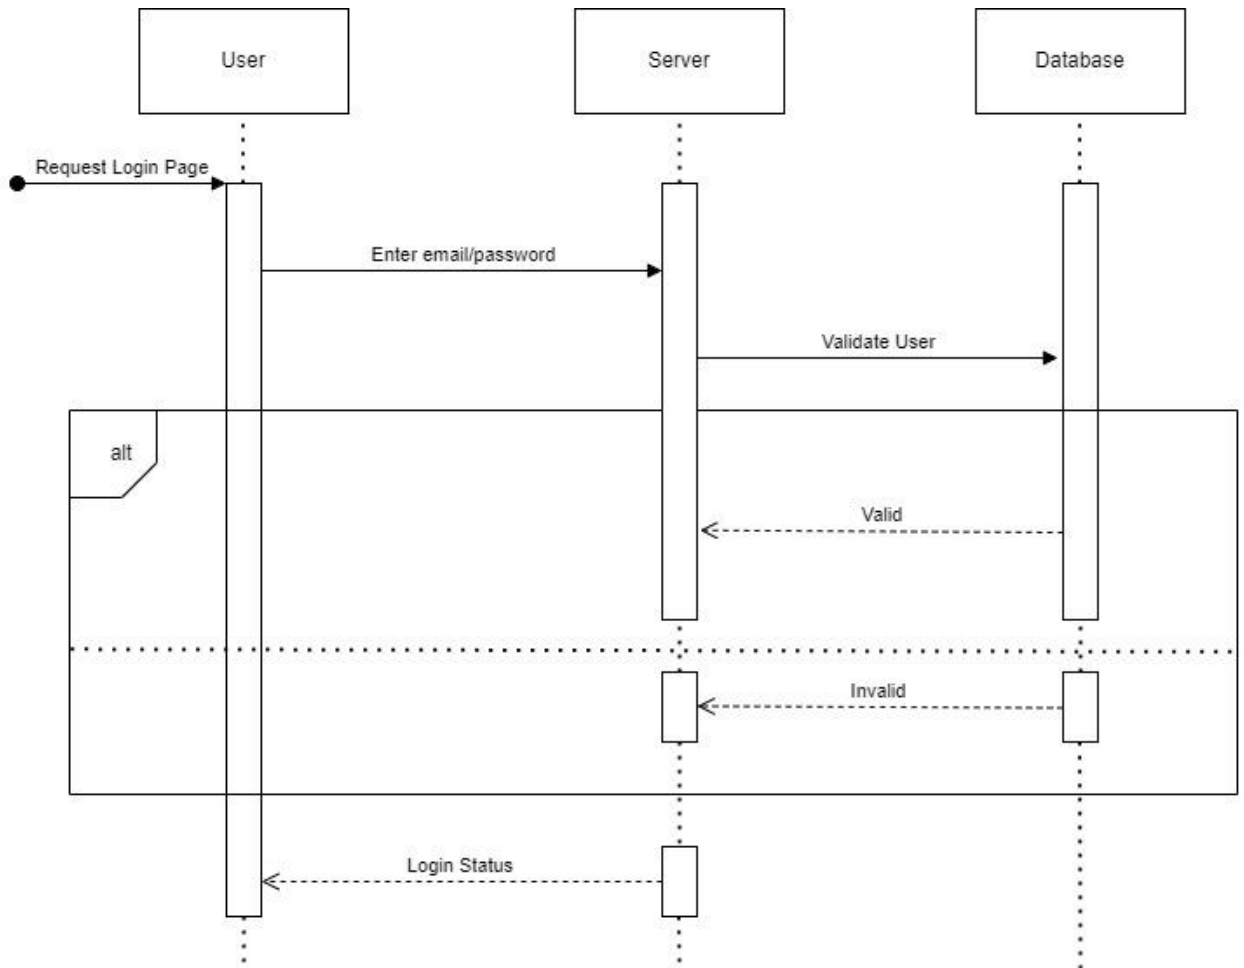 User
Server
Database
Request Login Page
Enter email/password
Validate User
alt
Valid
Invalid
Login Status